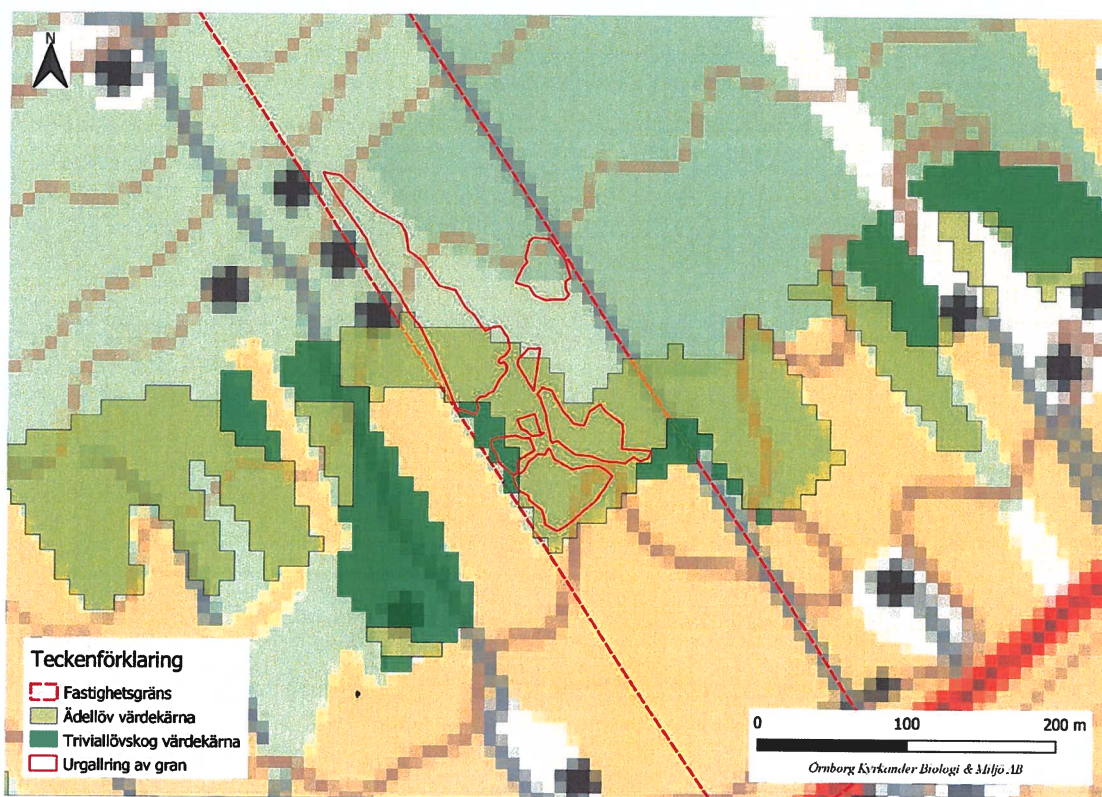 N
Teckenförklaring
Fastighetsgräns
Ädellöv värdekärna
Triviallövskog värdekärna
Urgallring av gran
0 100 200 m
Örnborg Kyrkander Biologi & Miljö AB